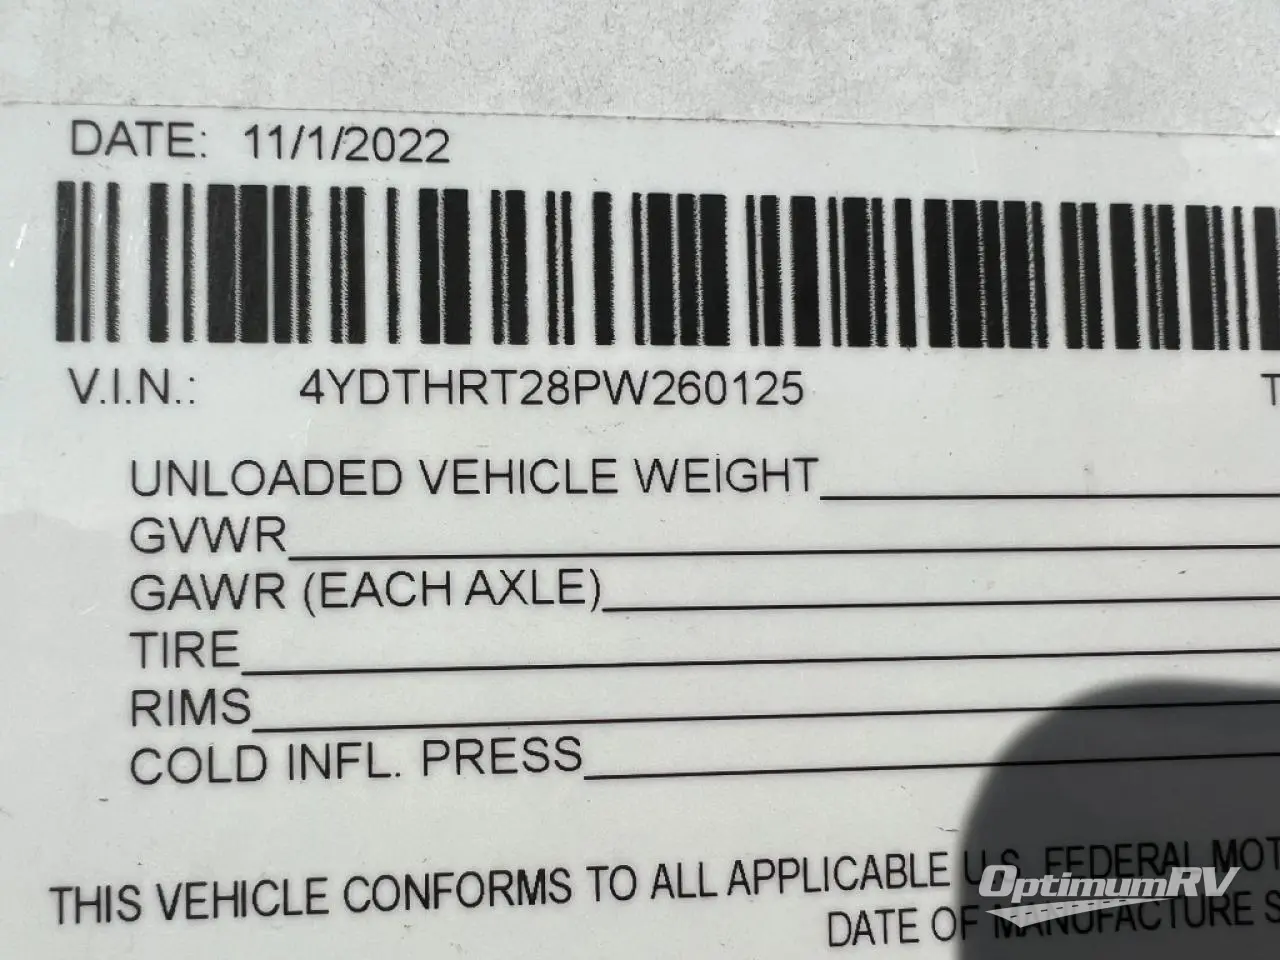 DATE: 11/1/2022
V.I.N.: 4YDTHRT28PW260125 T
UNLOADED VEHICLE WEIGHT
GVWR
GAWR (EACH AXLE)
TIRE
RIMS
COLD INFL. PRESS
THIS VEHICLE CONFORMS TO ALL APPLICABLE U.S. FEDERAL MOT
DATE OF MANUFACTURE S
OptimumRV